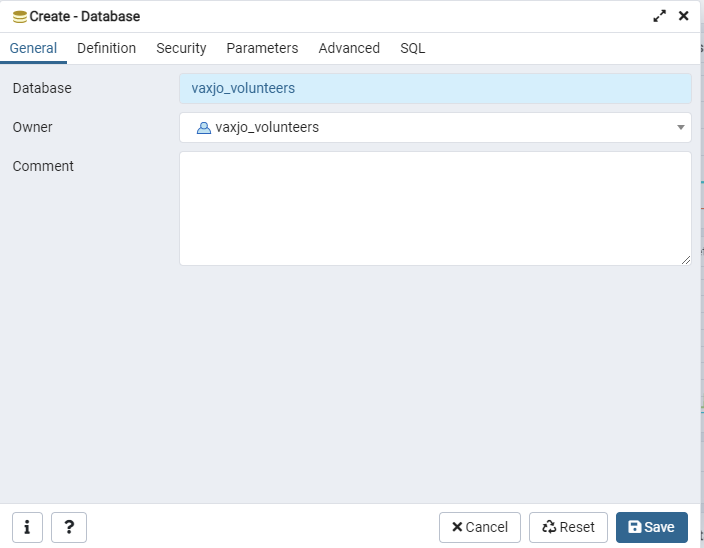 Create - Database
General Definition Security Parameters Advanced SQL
Database vaxjo_volunteers
Owner vaxjo_volunteers
Comment
i ? Cancel Reset Save